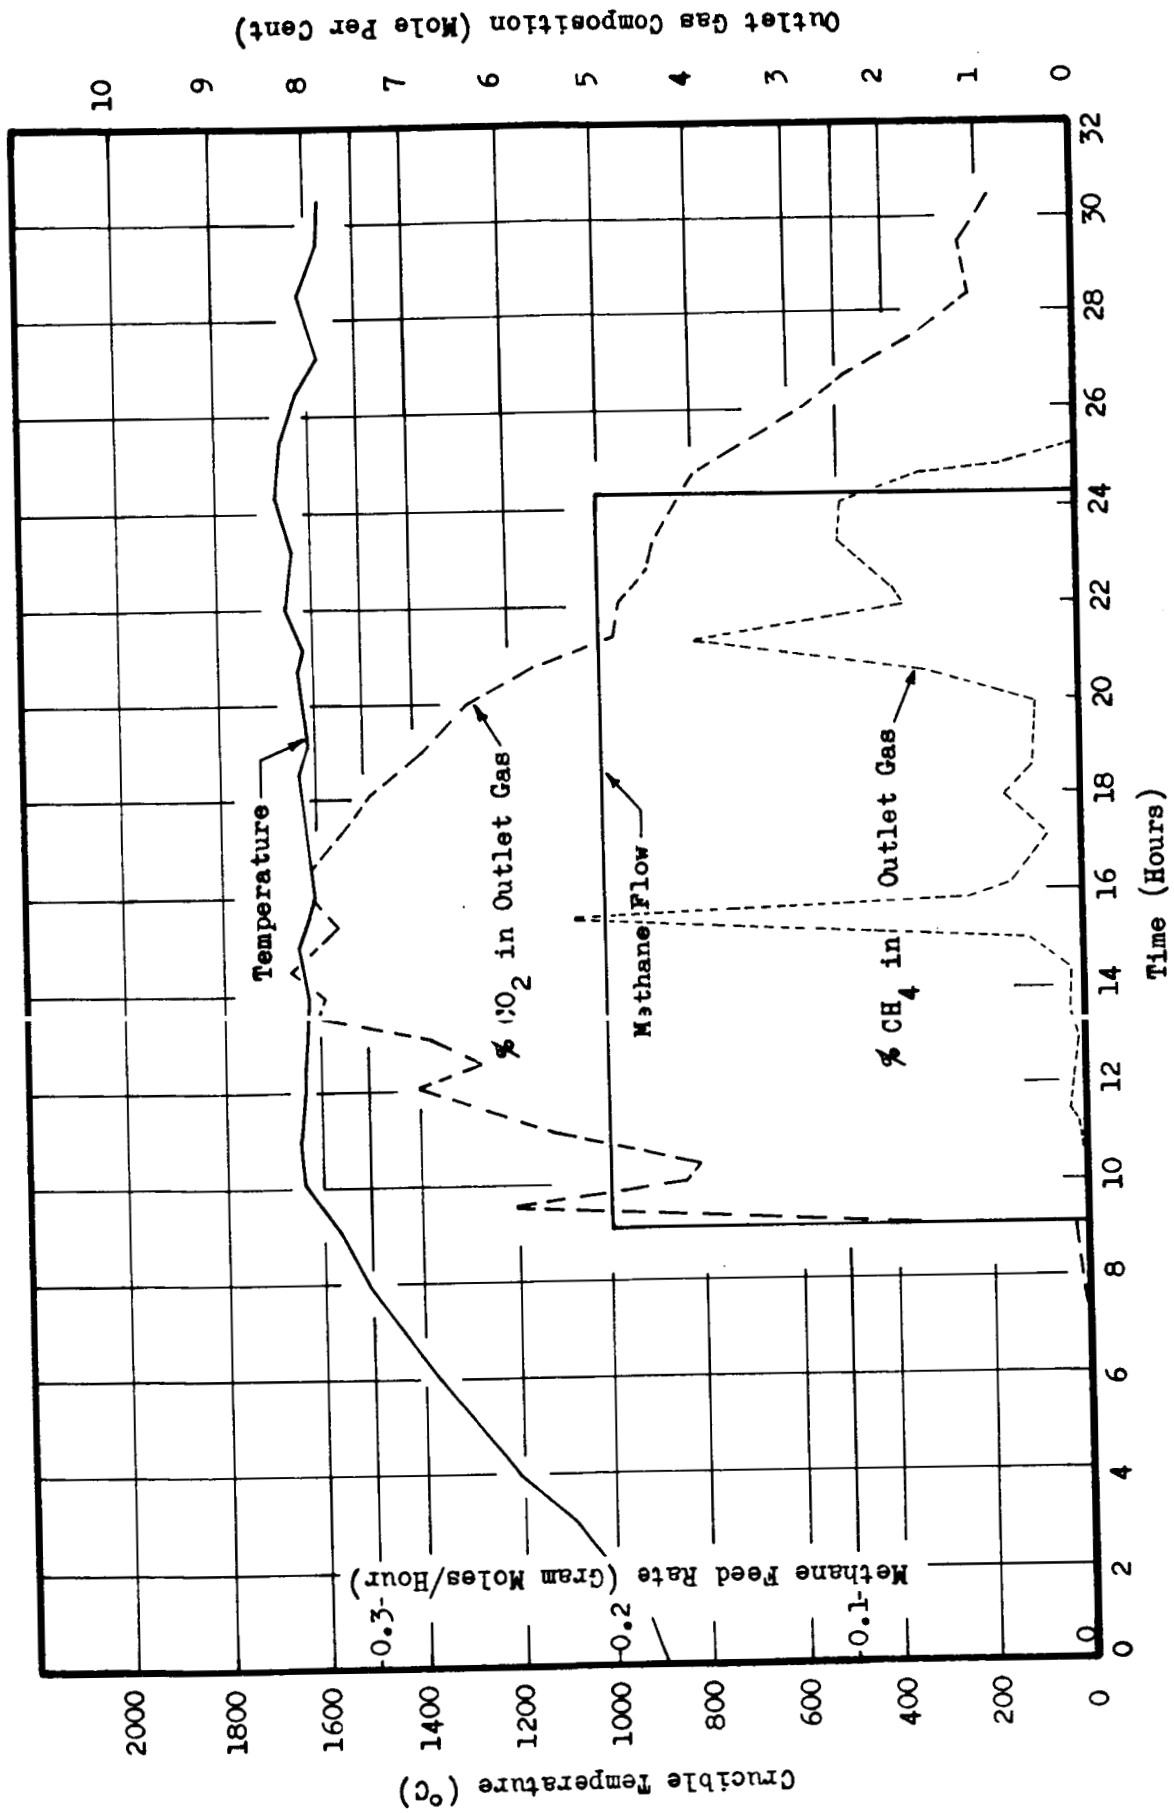 Outlet Gas Composition (Mole Per Cent)
10 9 8 7 6 5 4 3 2 1 0
Temperature
% CO2 in Outlet Gas
Methane Flow
% CH4 in Outlet Gas
Methane Feed Rate (Gram Moles/Hour)
0.3
0.2
0.1
0
2000 1800 1600 1400 1200 1000 800 600 400 200 0
Crucible Temperature (°C)
0 2 4 6 8 10 12 14 16 18 20 22 24 26 28 30 32
Time (Hours)